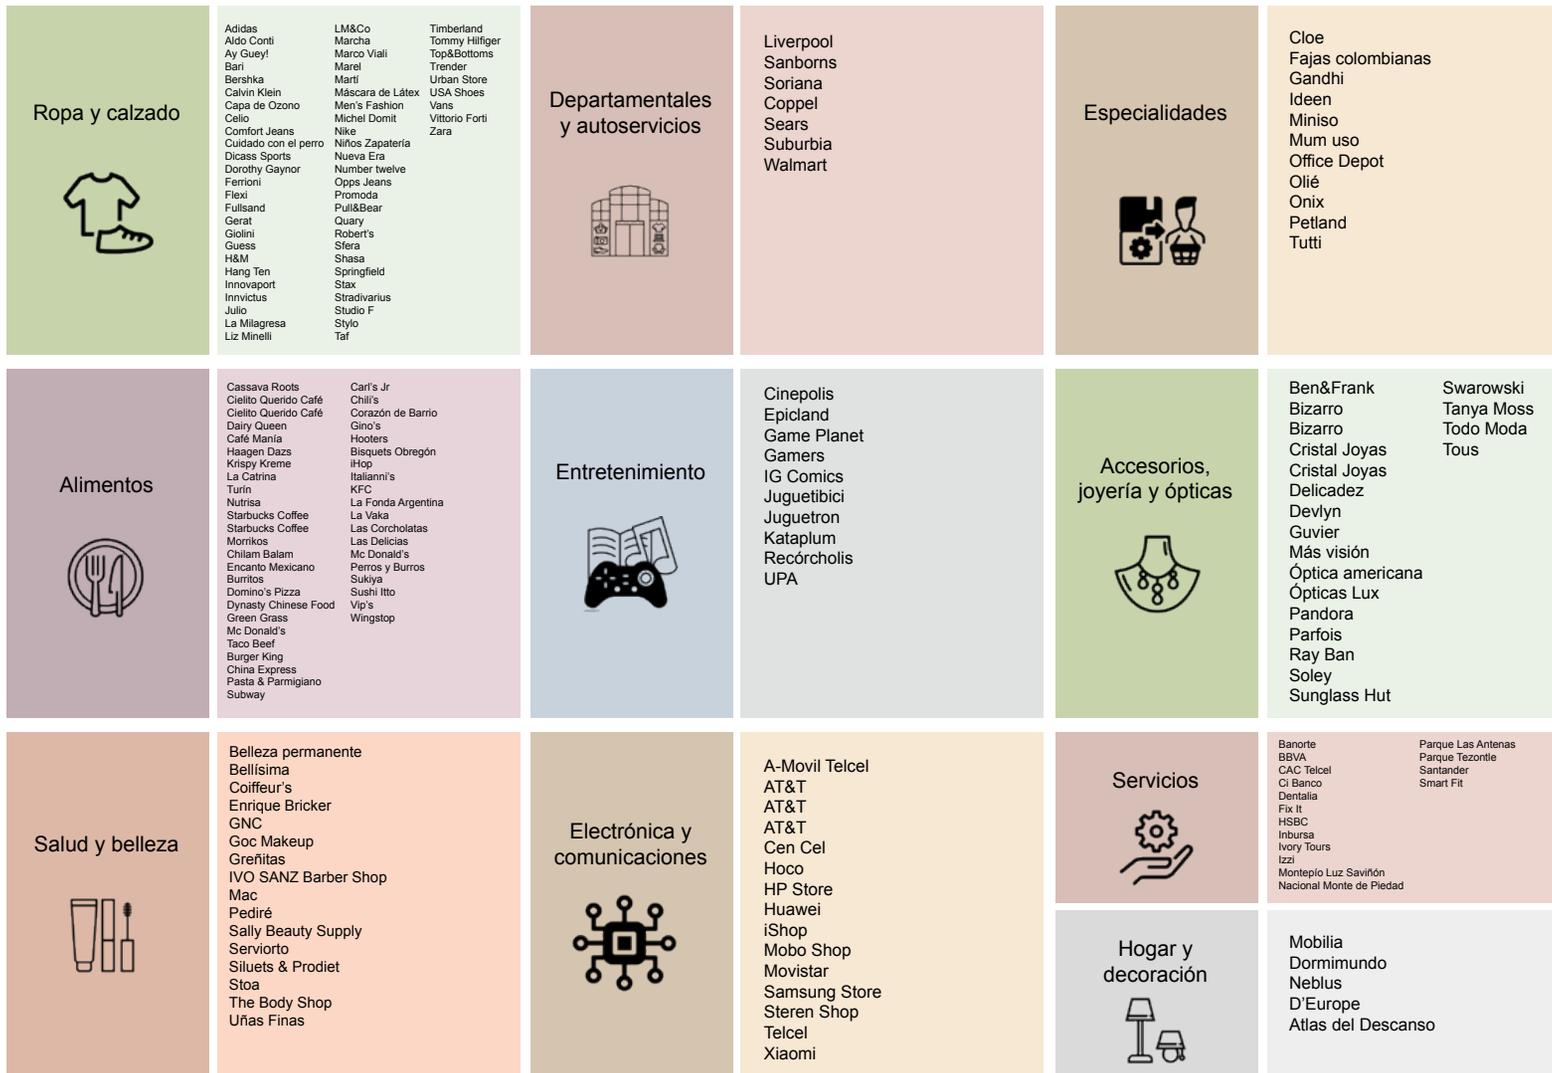 Ropa y calzado
Adidas
Aldo Conti
Ay Guey!
Bari
Bershka
Calvin Klein
Capa de Ozono
Celio
Comfort Jeans
Cuidado con el perro
Dicass Sports
Dorothy Gaynor
Ferrioni
Flexi
Fullsand
Gerat
Giolini
Guess
H&M
Hang Ten
Innovaport
Innvictus
Julio
La Milagresa
Liz Minelli
LM&Co
Marcha
Marco Viali
Marel
Martí
Máscara de Látex
Men's Fashion
Michel Domit
Nike
Niños Zapatería
Nueva Era
Number twelve
Opps Jeans
Promoda
Pull&Bear
Quary
Robert's
Sfera
Shasa
Springfield
Stax
Stradivarius
Studio F
Stylo
Taf
Timberland
Tommy Hilfiger
Top&Bottoms
Trender
Urban Store
USA Shoes
Vans
Vittorio Forti
Zara
Departamentales
y autoservicios
Liverpool
Sanborns
Soriana
Coppel
Sears
Suburbia
Walmart
Especialidades
Cloe
Fajas colombianas
Gandhi
Ideen
Miniso
Mum uso
Office Depot
Olié
Onix
Petland
Tutti
Alimentos
Cassava Roots
Cielito Querido Café
Cielito Querido Café
Dairy Queen
Café Manía
Haagen Dazs
Krispy Kreme
La Catrina
Turín
Nutrisa
Starbucks Coffee
Starbucks Coffee
Morrikos
Chilam Balam
Encanto Mexicano
Burritos
Domino's Pizza
Dynasty Chinese Food
Green Grass
Mc Donald's
Taco Beef
Burger King
China Express
Pasta & Parmigiano
Subway
Carl's Jr
Chili's
Corazón de Barrio
Gino's
Hooters
Bisquets Obregón
iHop
Italianni's
KFC
La Fonda Argentina
La Vaka
Las Corcholatas
Las Delicias
Mc Donald's
Perros y Burros
Sukiya
Sushi Itto
Vip's
Wingstop
Entretenimiento
Cinepolis
Epicland
Game Planet
Gamers
IG Comics
Juguetibici
Juguetron
Kataplum
Recórcholis
UPA
Accesorios,
joyería y ópticas
Ben&Frank
Bizarro
Bizarro
Cristal Joyas
Cristal Joyas
Delicadez
Devlyn
Guvier
Más visión
Óptica americana
Ópticas Lux
Pandora
Parfois
Ray Ban
Soley
Sunglass Hut
Swarowski
Tanya Moss
Todo Moda
Tous
Salud y belleza
Belleza permanente
Bellísima
Coiffeur's
Enrique Bricker
GNC
Goc Makeup
Greñitas
IVO SANZ Barber Shop
Mac
Pediré
Sally Beauty Supply
Serviorto
Siluets & Prodiet
Stoa
The Body Shop
Uñas Finas
Electrónica y
comunicaciones
A-Movil Telcel
AT&T
AT&T
AT&T
Cen Cel
Hoco
HP Store
Huawei
iShop
Mobo Shop
Movistar
Samsung Store
Steren Shop
Telcel
Xiaomi
Servicios
Banorte
BBVA
CAC Telcel
Ci Banco
Dentalia
Fix It
HSBC
Inbursa
Ivory Tours
Izzi
Montepío Luz Saviñón
Nacional Monte de Piedad
Parque Las Antenas
Parque Tezontle
Santander
Smart Fit
Hogar y
decoración
Mobilia
Dormimundo
Neblus
D'Europe
Atlas del Descanso